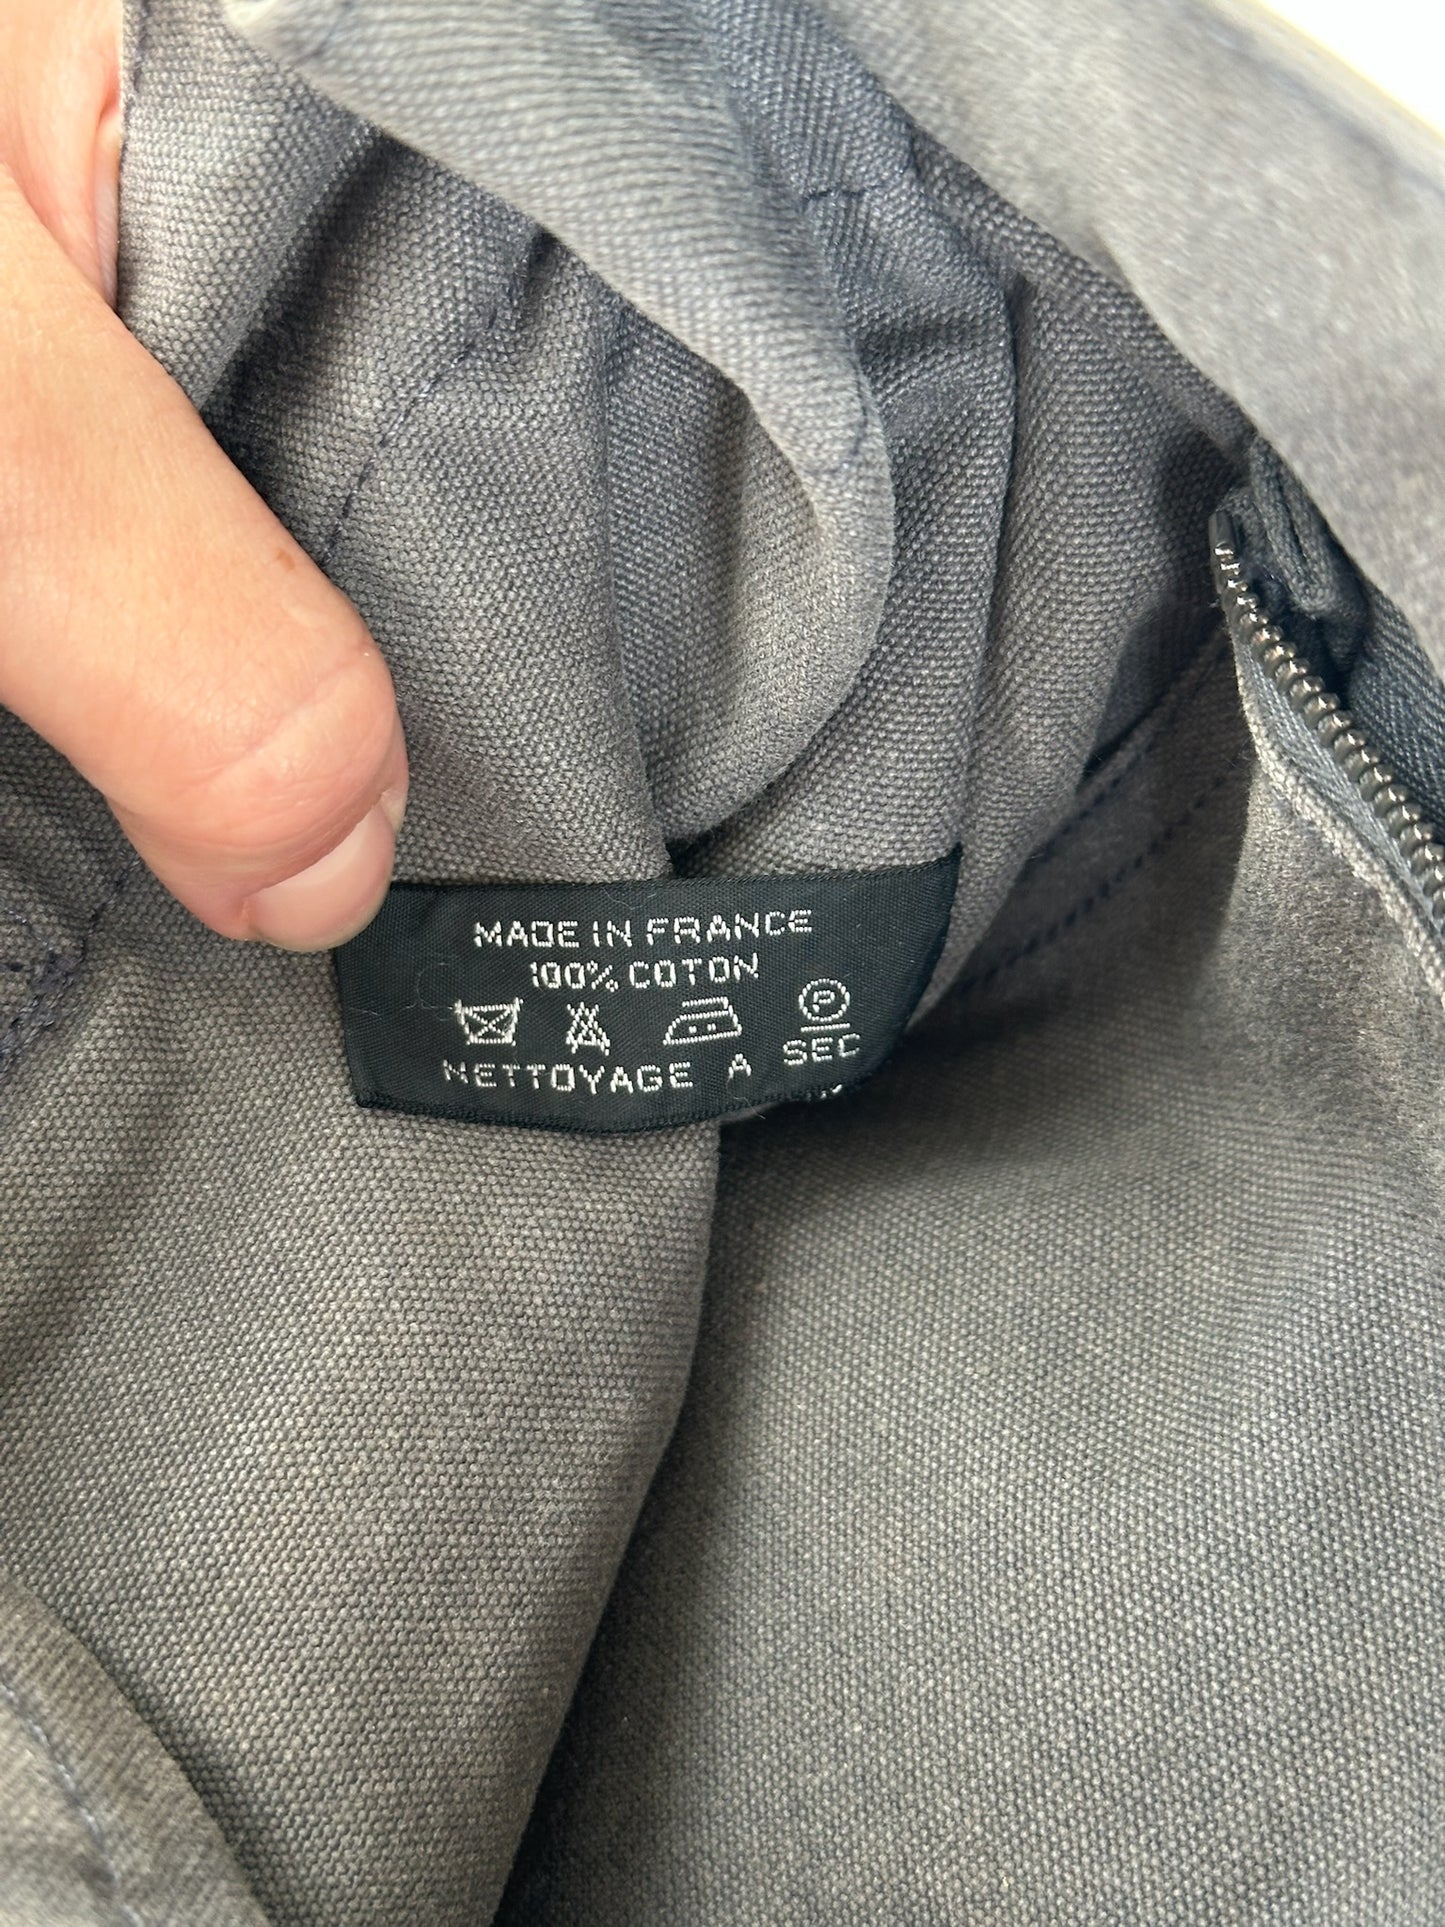 MADE IN FRANCE
100% COTON
P
NETTOYAGE A SEC